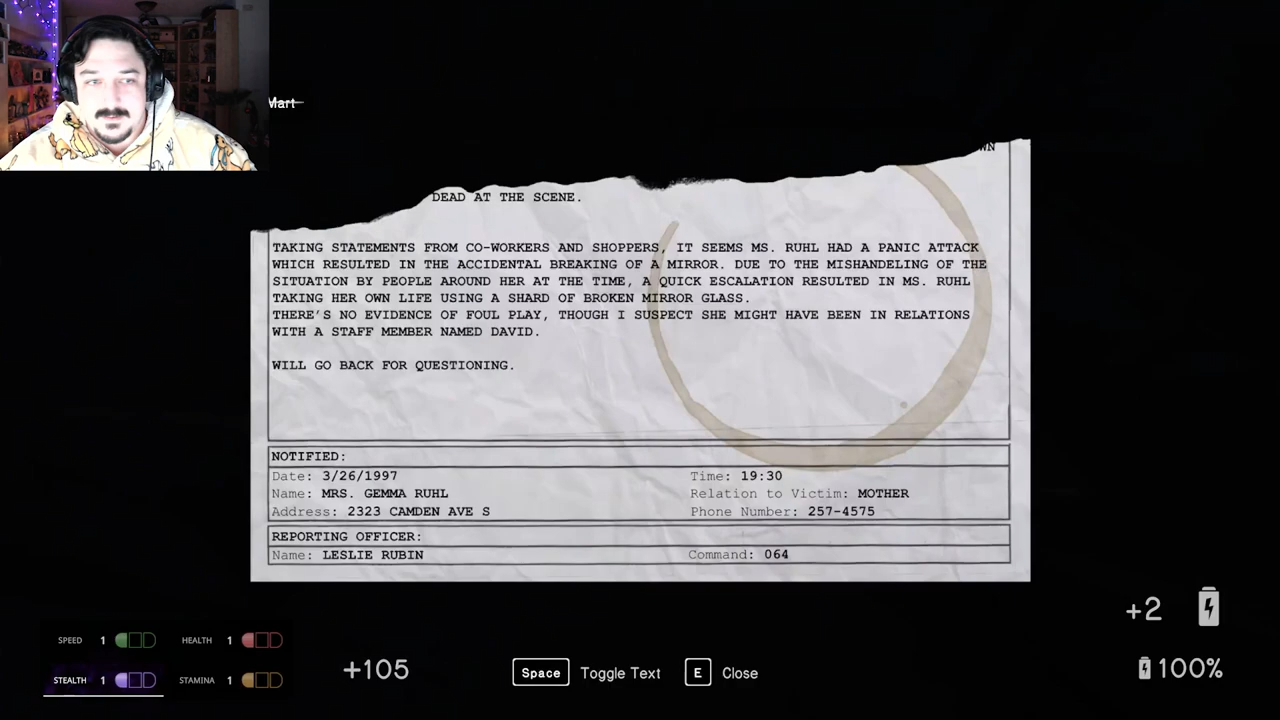 Mart
WN
DEAD AT THE SCENE.
TAKING STATEMENTS FROM CO-WORKERS AND SHOPPERS, IT SEEMS MS. RUHL HAD A PANIC ATTACK
WHICH RESULTED IN THE ACCIDENTAL BREAKING OF A MIRROR. DUE TO THE MISHANDELING OF THE
SITUATION BY PEOPLE AROUND HER AT THE TIME, A QUICK ESCALATION RESULTED IN MS. RUHL
TAKING HER OWN LIFE USING A SHARD OF BROKEN MIRROR GLASS.
THERE'S NO EVIDENCE OF FOUL PLAY, THOUGH I SUSPECT SHE MIGHT HAVE BEEN IN RELATIONS
WITH A STAFF MEMBER NAMED DAVID.
WILL GO BACK FOR QUESTIONING.
NOTIFIED:
Date: 3/26/1997 Time: 19:30
Name: MRS. GEMMA RUHL Relation to Victim: MOTHER
Address: 2323 CAMDEN AVE S Phone Number: 257-4575
REPORTING OFFICER:
Name: LESLIE RUBIN Command: 064
+2
SPEED 1 HEALTH 1
STEALTH 1 STAMINA 1
+105
Space Toggle Text E Close
100%